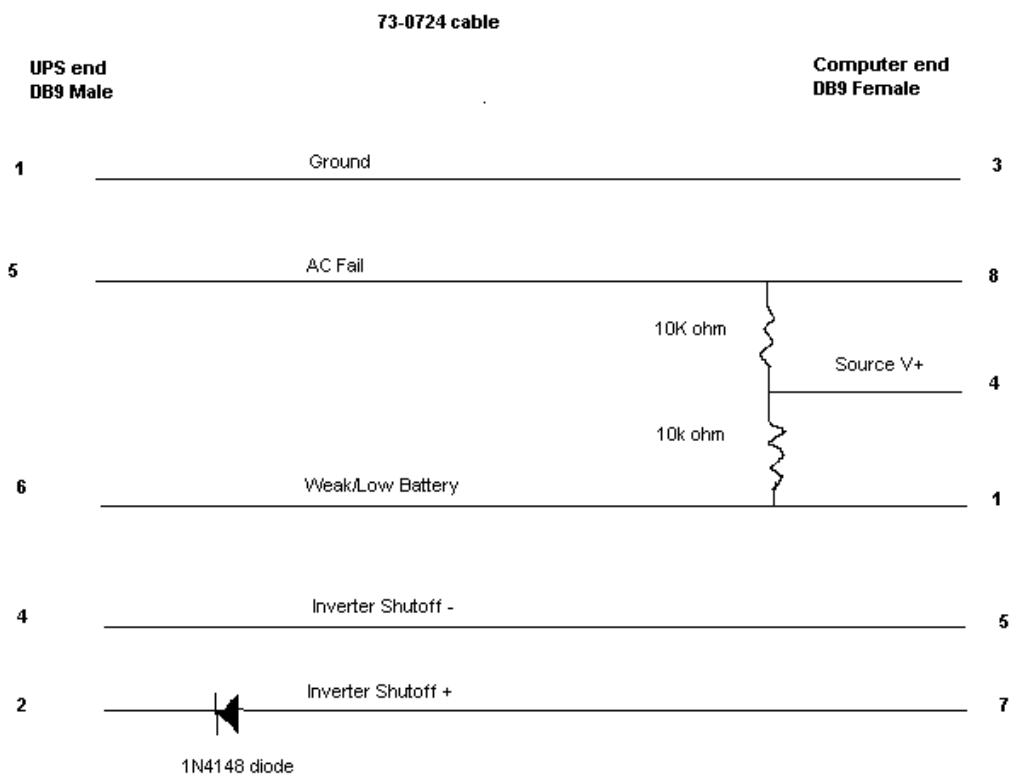 73-0724 cable
UPS end
DB9 Male
Computer end
DB9 Female
1
Ground
3
5
AC Fail
8
10K ohm
Source V+
4
10k ohm
6
Weak/Low Battery
1
4
Inverter Shutoff -
5
2
Inverter Shutoff +
7
1N4148 diode